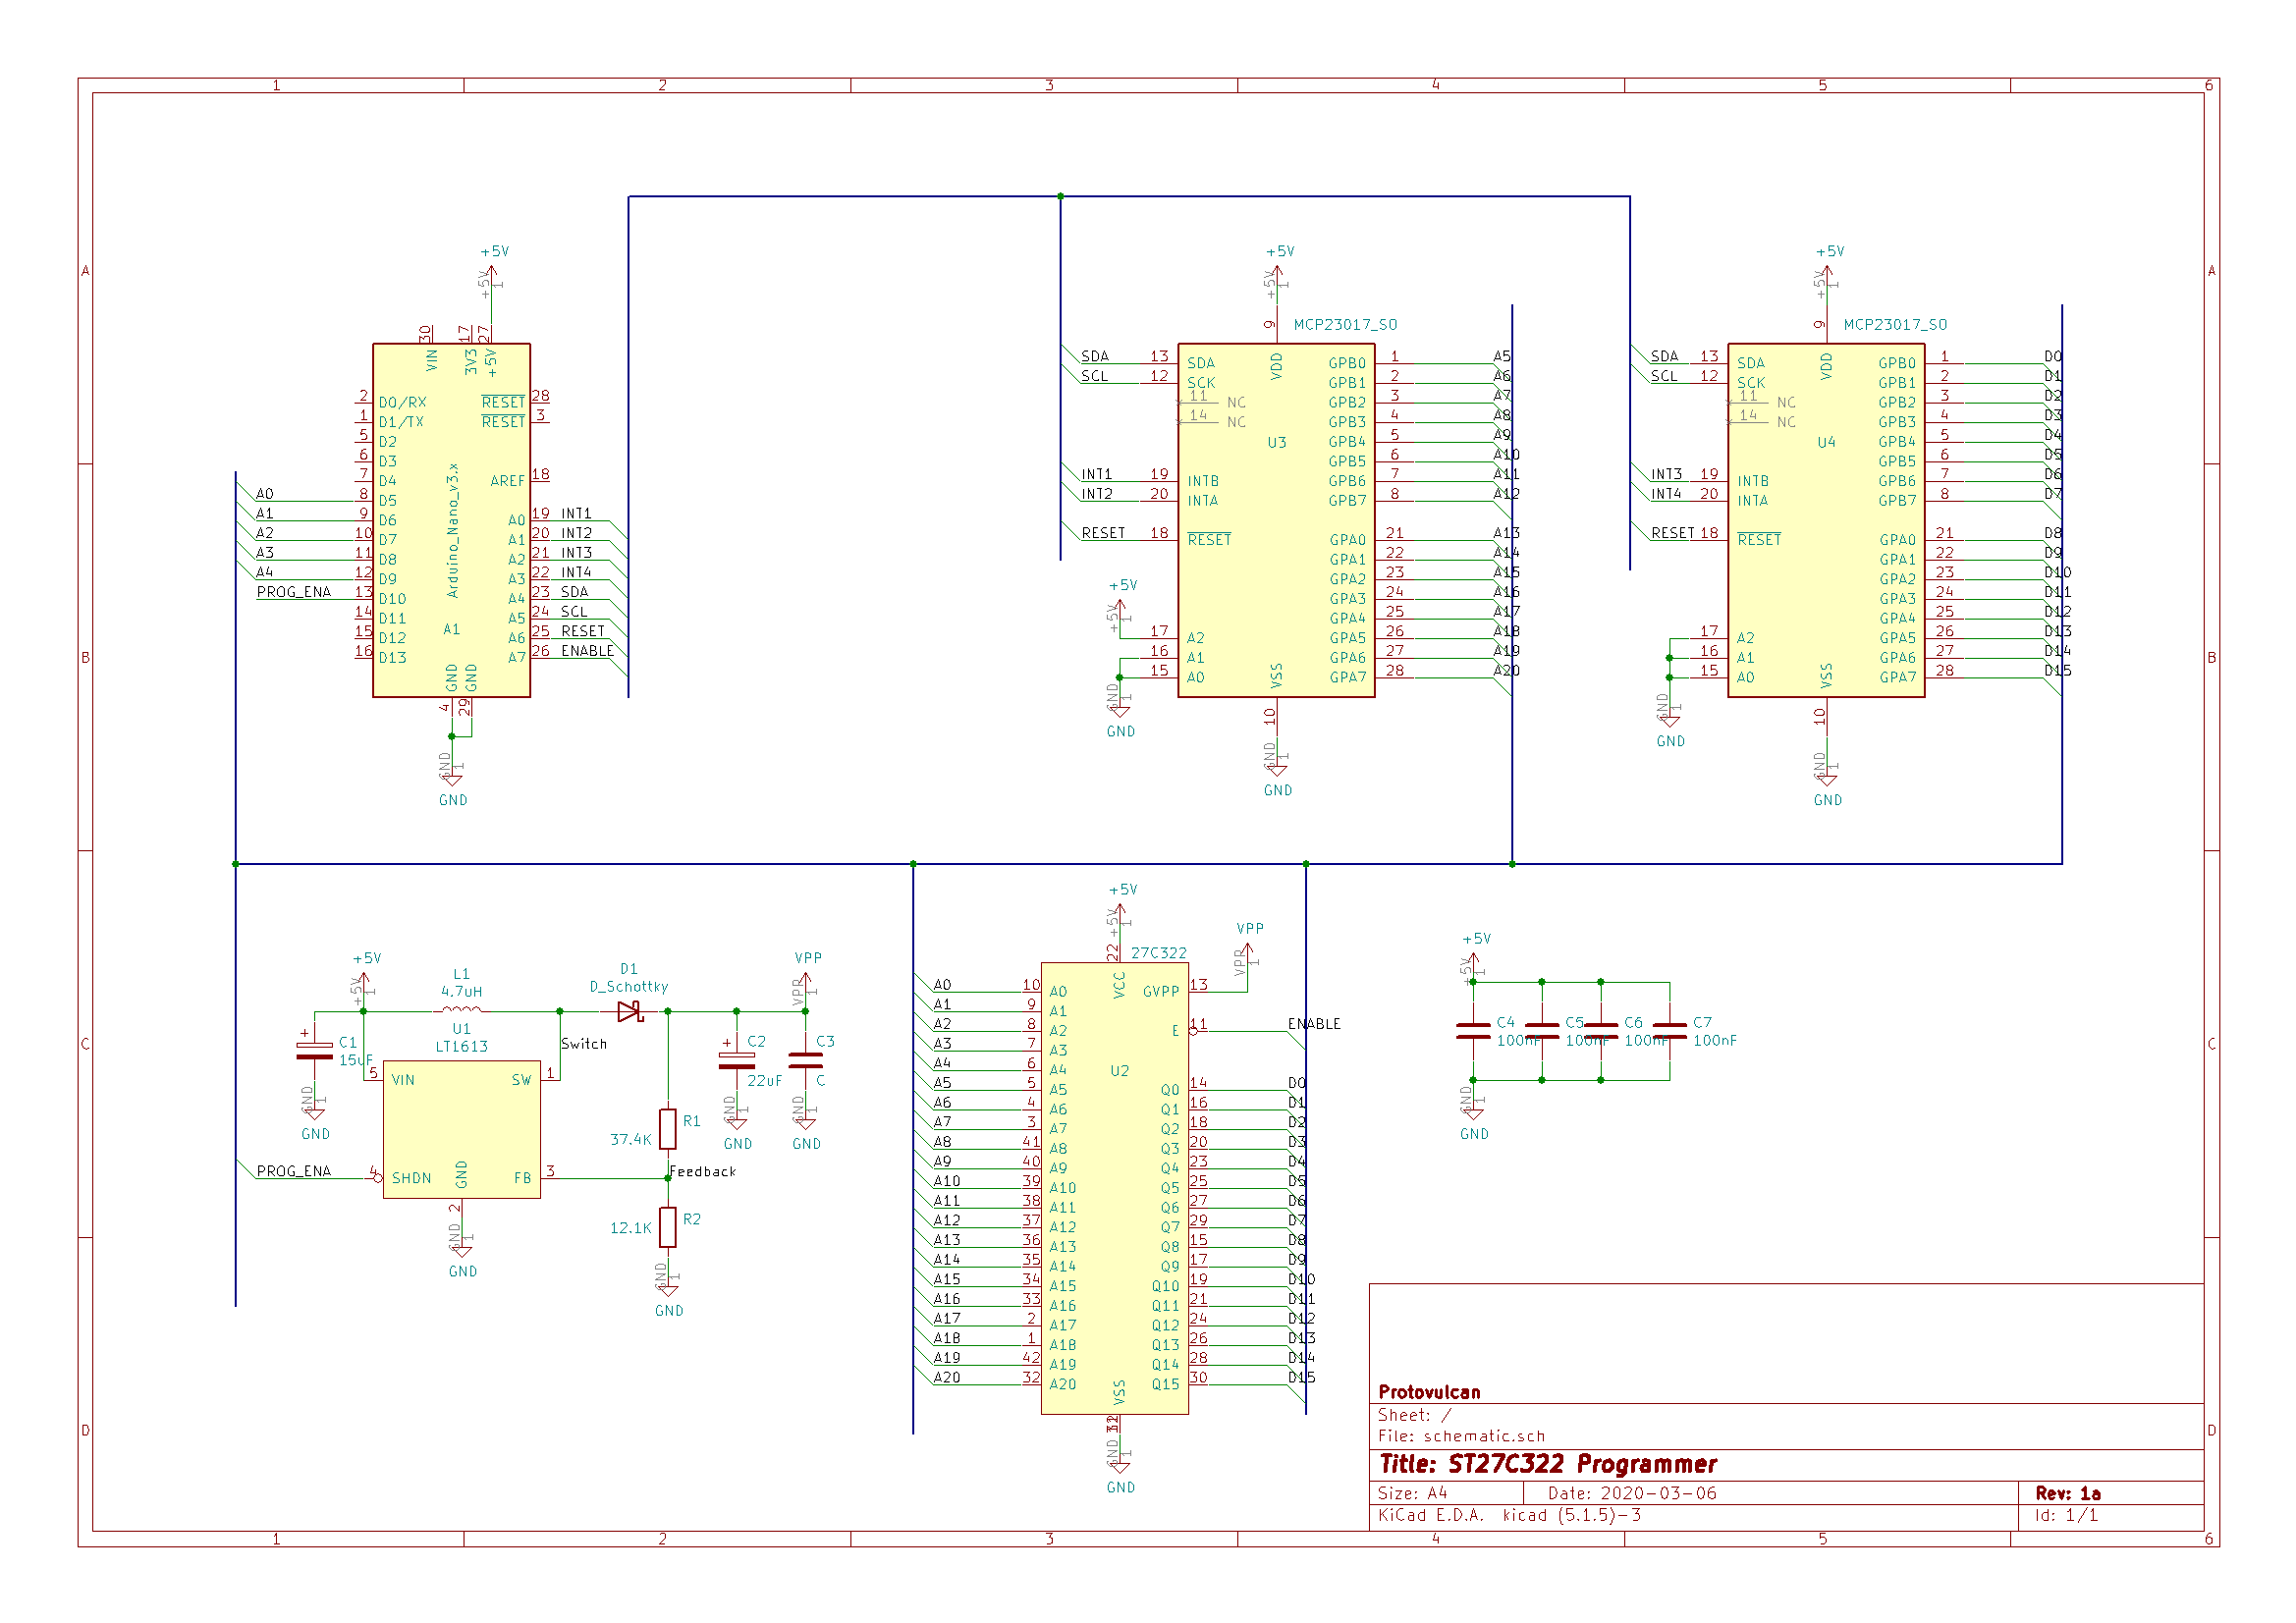 1 2 3 4 5 6
A
B
C
D
A
B
C
D
1 2 3 4 5 6
+5V
+5V
1
30 17 27
VIN 3V3 +5V
2 D0/RX
1 D1/TX
5 D2
6 D3
7 D4
A0 8 D5
A1 9 D6
A2 10 D7
A3 11 D8
A4 12 D9
PROG_ENA 13 D10
14 D11
15 D12
16 D13
Arduino_Nano_v3.x
A1
RESET 28
RESET 3
AREF 18
A0 19 INT1
A1 20 INT2
A2 21 INT3
A3 22 INT4
A4 23 SDA
A5 24 SCL
A6 25 RESET
A7 26 ENABLE
GND GND
4 29
GND 1
GND
+5V
+5V
1
9 MCP23017_SO
VDD
SDA 13 SDA
SCL 12 SCK
11 NC
14 NC
U3
INT1 19 INTB
INT2 20 INTA
RESET 18 RESET
+5V
+5V
17 A2
16 A1
15 A0
GND 1
GND
GPB0 1 A5
GPB1 2 A6
GPB2 3 A7
GPB3 4 A8
GPB4 5 A9
GPB5 6 A10
GPB6 7 A11
GPB7 8 A12
GPA0 21 A13
GPA1 22 A14
GPA2 23 A15
GPA3 24 A16
GPA4 25 A17
GPA5 26 A18
GPA6 27 A19
GPA7 28 A20
VSS
10
GND 1
GND
+5V
+5V
1
9 MCP23017_SO
VDD
SDA 13 SDA
SCL 12 SCK
11 NC
14 NC
U4
INT3 19 INTB
INT4 20 INTA
RESET 18 RESET
17 A2
16 A1
15 A0
GND 1
GND
GPB0 1 D0
GPB1 2 D1
GPB2 3 D2
GPB3 4 D3
GPB4 5 D4
GPB5 6 D5
GPB6 7 D6
GPB7 8 D7
GPA0 21 D8
GPA1 22 D9
GPA2 23 D10
GPA3 24 D11
GPA4 25 D12
GPA5 26 D13
GPA6 27 D14
GPA7 28 D15
VSS
10
GND 1
GND
+5V
+5V 1
L1
4.7uH
U1
LT1613
D1
D_Schottky
VPP
VPP 1
C1
15uF
GND 1
GND
Switch
5 VIN
SW 1
PROG_ENA 4 SHDN
FB 3
GND
2
GND 1
GND
R1
37.4K
Feedback
R2
12.1K
GND 1
GND
C2
22uF
GND 1
GND
C3
C
GND 1
GND
+5V
+5V 1
22 27C322
VCC
VPP
VPP 1
GVPP 13
E 11 ENABLE
U2
A0 10 A0
A1 9 A1
A2 8 A2
A3 7 A3
A4 6 A4
A5 5 A5
A6 4 A6
A7 3 A7
A8 41 A8
A9 40 A9
A10 39 A10
A11 38 A11
A12 37 A12
A13 36 A13
A14 35 A14
A15 34 A15
A16 33 A16
A17 2 A17
A18 1 A18
A19 42 A19
A20 32 A20
Q0 14 D0
Q1 16 D1
Q2 18 D2
Q3 20 D3
Q4 23 D4
Q5 25 D5
Q6 27 D6
Q7 29 D7
Q8 15 D8
Q9 17 D9
Q10 19 D10
Q11 21 D11
Q12 24 D12
Q13 26 D13
Q14 28 D14
Q15 30 D15
VSS
GND 1
GND
+5V
+5V 1
C4
100nF
C5
100nF
C6
100nF
C7
100nF
GND 1
GND
Protovulcan
Sheet: /
File: schematic.sch
Title: ST27C322 Programmer
Size: A4 Date: 2020-03-06 Rev: 1a
KiCad E.D.A. kicad (5.1.5)-3 Id: 1/1